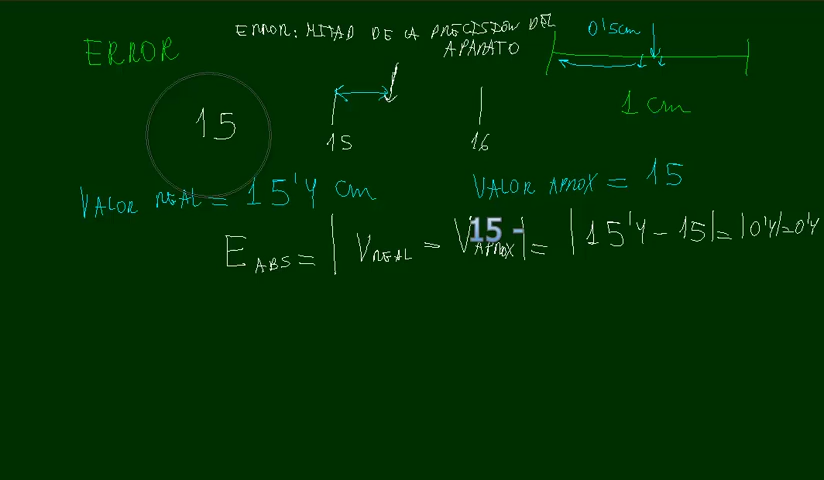 ERROR: MITAD DE LA PRECISION DEL
APARATO
ERROR
0'5cm
1 cm
15
15
16
VALOR REAL = 15'4 cm
VALOR APROX = 15
E ABS = | V REAL - V APROX | = | 15'4 - 15 | = | 0'4 | = 0'4
15 -